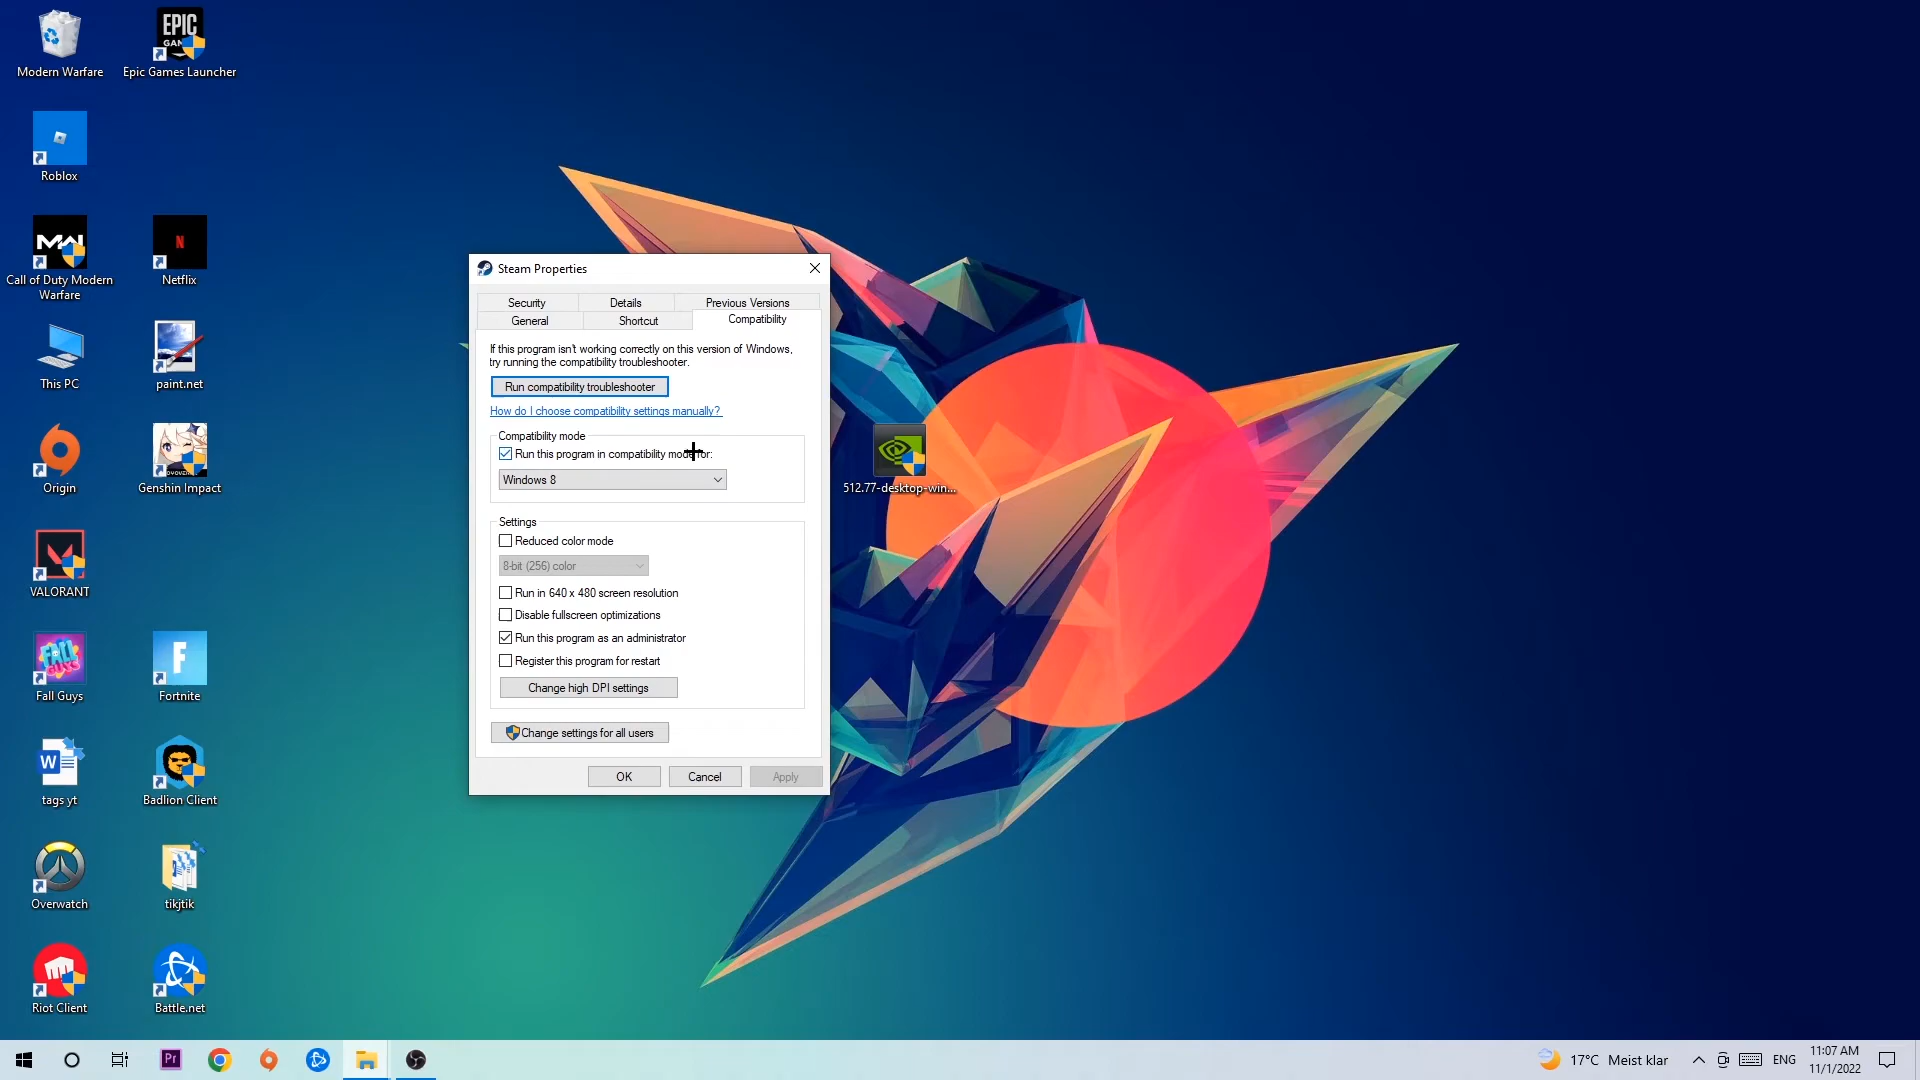 Modern Warfare
EPIC
GAMES
Epic Games Launcher
Roblox
MW
Call of Duty Modern
Warfare
N
Netflix
This PC
paint.net
Origin
Genshin Impact
VALORANT
FALL
guys
Fall Guys
F
Fortnite
W
tags yt
Badlion Client
Overwatch
tikjtik
Riot Client
Battle.net
Steam Properties
Security
Details
Previous Versions
General
Shortcut
Compatibility
If this program isn't working correctly on this version of Windows,
try running the compatibility troubleshooter.
Run compatibility troubleshooter
How do I choose compatibility settings manually?
Compatibility mode
Run this program in compatibility mode for:
Windows 8
Settings
Reduced color mode
8-bit (256) color
Run in 640 x 480 screen resolution
Disable fullscreen optimizations
Run this program as an administrator
Register this program for restart
Change high DPI settings
Change settings for all users
OK
Cancel
Apply
512.77-desktop-win...
Pr
17°C Meist klar
ENG
11:07 AM
11/1/2022